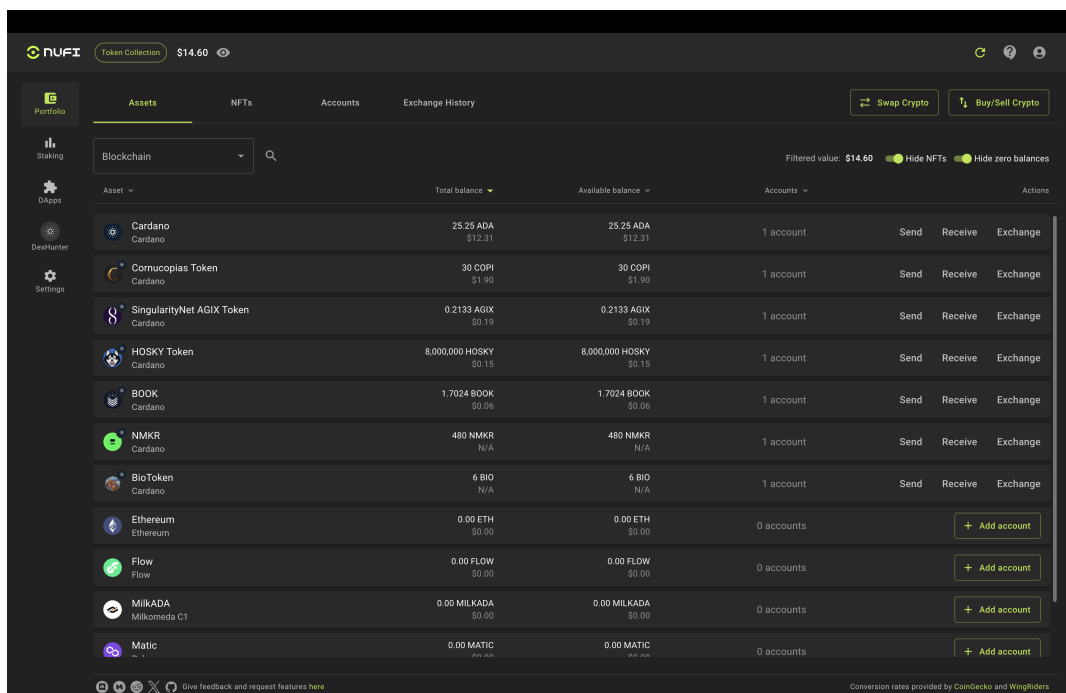 NUFI Token Collection $14.60
Portfolio
Staking
DApps
DexHunter
Settings
Assets NFTs Accounts Exchange History Swap Crypto Buy/Sell Crypto
Blockchain Filtered value: $14.60 Hide NFTs Hide zero balances
Asset Total balance Available balance Accounts Actions
Cardano 25.25 ADA 25.25 ADA 1 account Send Receive Exchange
Cardano $12.31 $12.31
Cornucopias Token 30 COPI 30 COPI 1 account Send Receive Exchange
Cardano $1.90 $1.90
SingularityNet AGIX Token 0.2133 AGIX 0.2133 AGIX 1 account Send Receive Exchange
Cardano $0.19 $0.19
HOSKY Token 8,000,000 HOSKY 8,000,000 HOSKY 1 account Send Receive Exchange
Cardano $0.15 $0.15
BOOK 1.7024 BOOK 1.7024 BOOK 1 account Send Receive Exchange
Cardano $0.06 $0.06
NMKR 480 NMKR 480 NMKR 1 account Send Receive Exchange
Cardano N/A N/A
BioToken 6 BIO 6 BIO 1 account Send Receive Exchange
Cardano N/A N/A
Ethereum 0.00 ETH 0.00 ETH 0 accounts + Add account
Ethereum $0.00 $0.00
Flow 0.00 FLOW 0.00 FLOW 0 accounts + Add account
Flow $0.00 $0.00
MilkADA 0.00 MILKADA 0.00 MILKADA 0 accounts + Add account
Milkomeda C1 $0.00 $0.00
Matic 0.00 MATIC 0.00 MATIC 0 accounts + Add account
Give feedback and request features here Conversion rates provided by CoinGecko and WingRiders